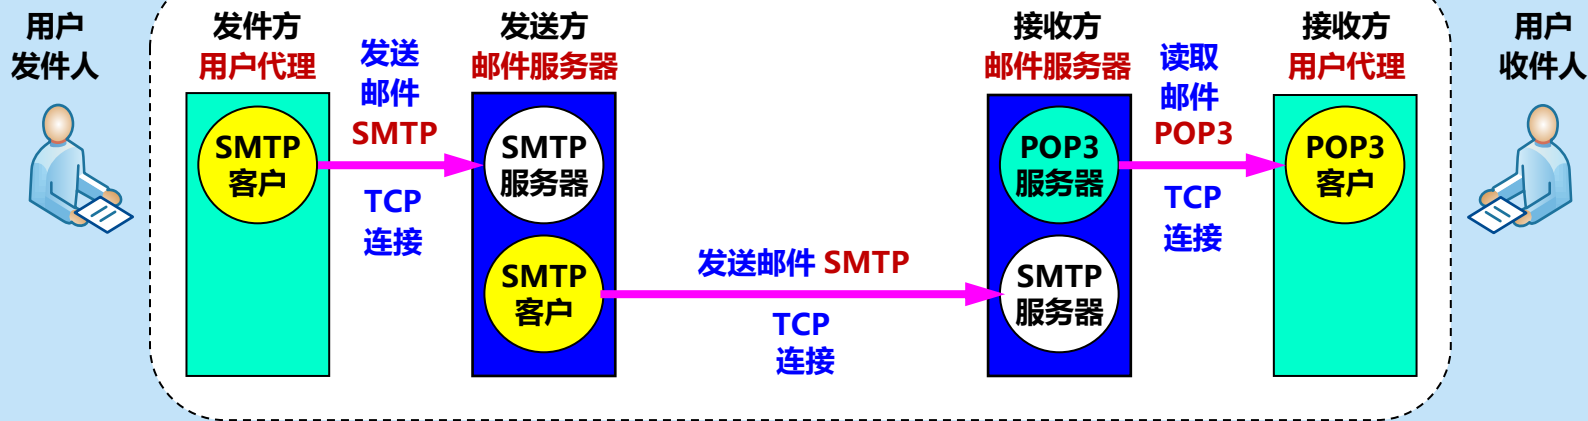 用户
发件人
发件方
用户代理
发送
邮件
SMTP
TCP
连接
SMTP
客户
发送方
邮件服务器
SMTP
服务器
SMTP
客户
发送邮件 SMTP
TCP
连接
接收方
邮件服务器
POP3
服务器
SMTP
服务器
读取
邮件
POP3
TCP
连接
接收方
用户代理
POP3
客户
用户
收件人